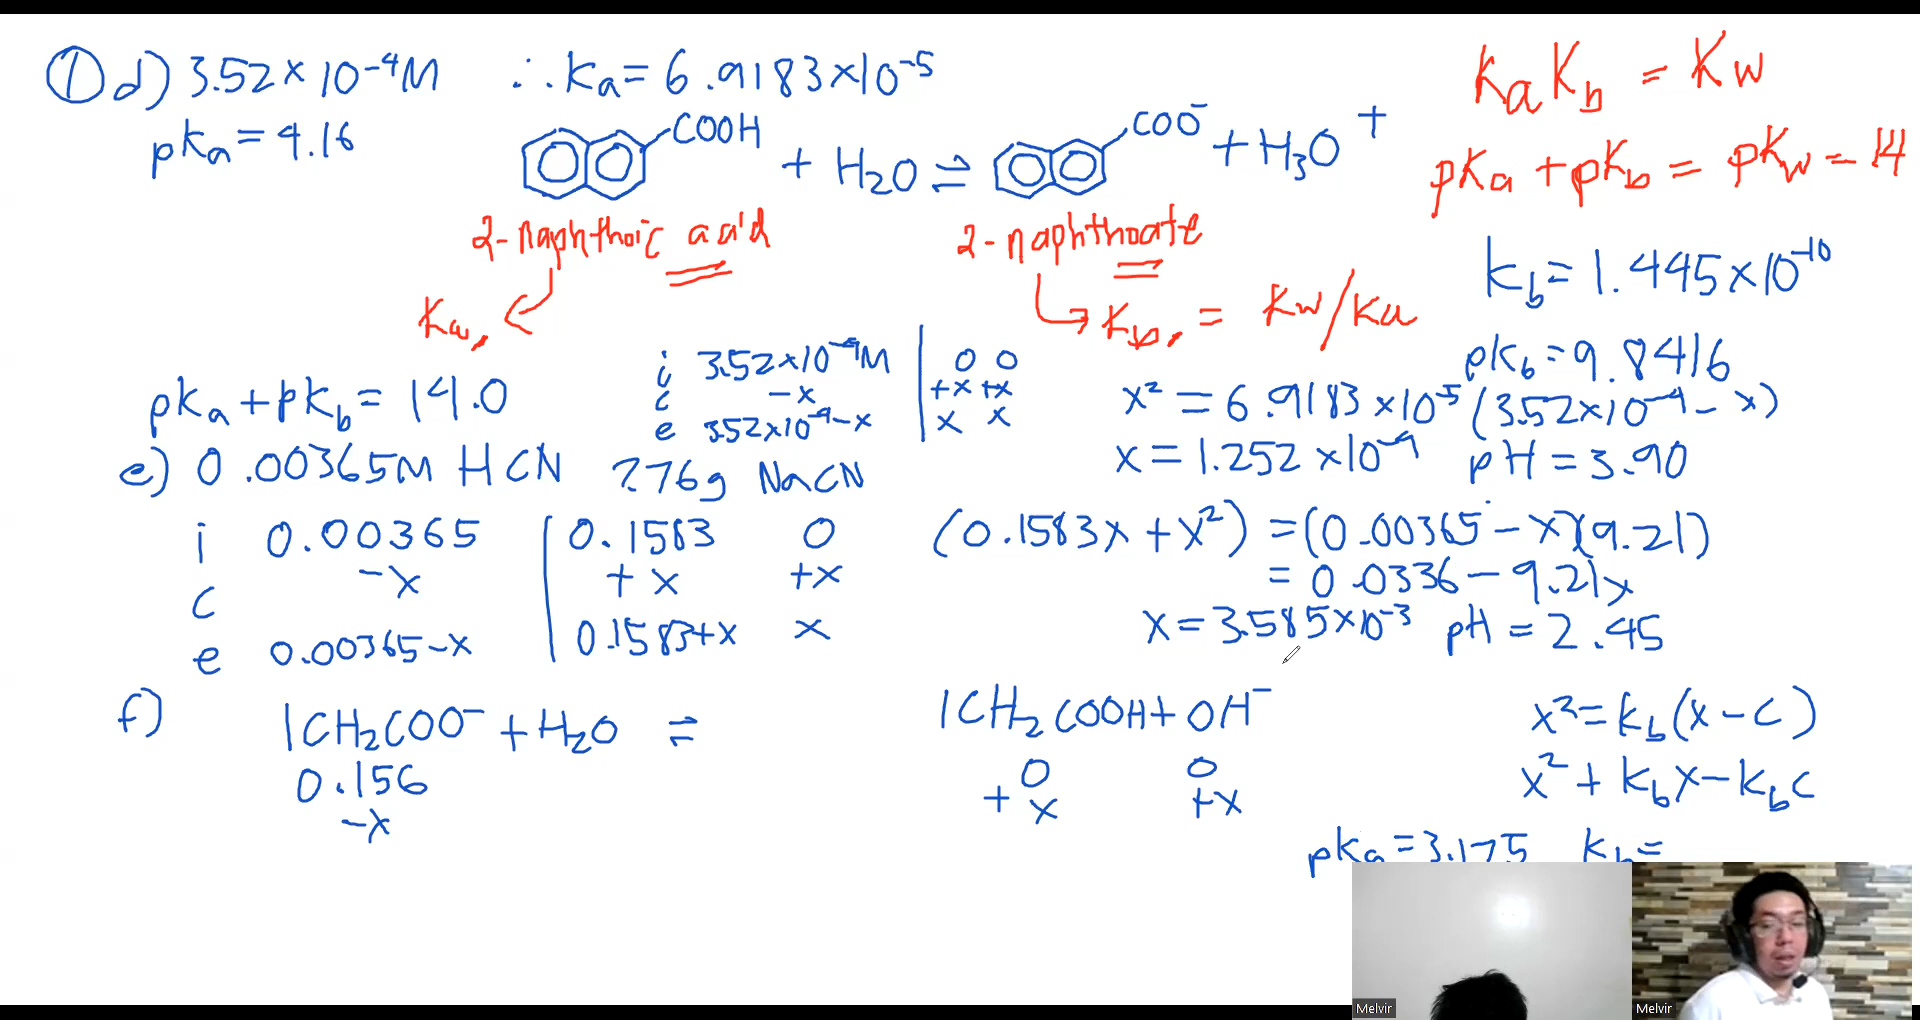 ① d) 3.52 × 10⁻⁴ M ∴ Ka = 6.9183×10⁻⁵
pKa = 4.16
COOH + H₂O ⇌ COO⁻ + H₃O⁺
2-naphthoic acid 2-naphthoate
Ka, Kb, = Kw/Ka
KaKb = Kw
pKa + pKb = pKw = 14
kb = 1.445×10⁻¹⁰
pkb = 9.8416
pka + pkb = 14.0
i 3.52×10⁻⁴M | 0 0
c -x | +x +x
e 3.52×10⁻⁴-x | x x
x² = 6.9183×10⁻⁵(3.52×10⁻⁴ - x)
x = 1.252 ×10⁻⁴ pH = 3.90
e) 0.00365M HCN 7.76g NaCN
i 0.00365 | 0.1583 0
c -x | +x +x
e 0.00365-x | 0.1583+x x
(0.1583x + x²) = (0.00365 - x)(9.21)
= 0.0336 - 9.21x
x = 3.585×10⁻³ pH = 2.45
f) ICH₂COO⁻ + H₂O ⇌ ICH₂COOH + OH⁻
0.156 0 0
-x +x +x
x² = kb(x-c)
x² + kbx - kbc
pka = 3.175 kb =
Melvir
Melvir